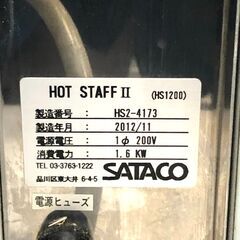 HOT STAFF Ⅱ (HS1200)
製造番号: HS2-4173
製造年月: 2012/11
電源電圧: 1φ 200V
消費電力: 1.6 KW
TEL 03-3763-1222
品川区東大井 6-4-5
SATACO
電源ヒューズ